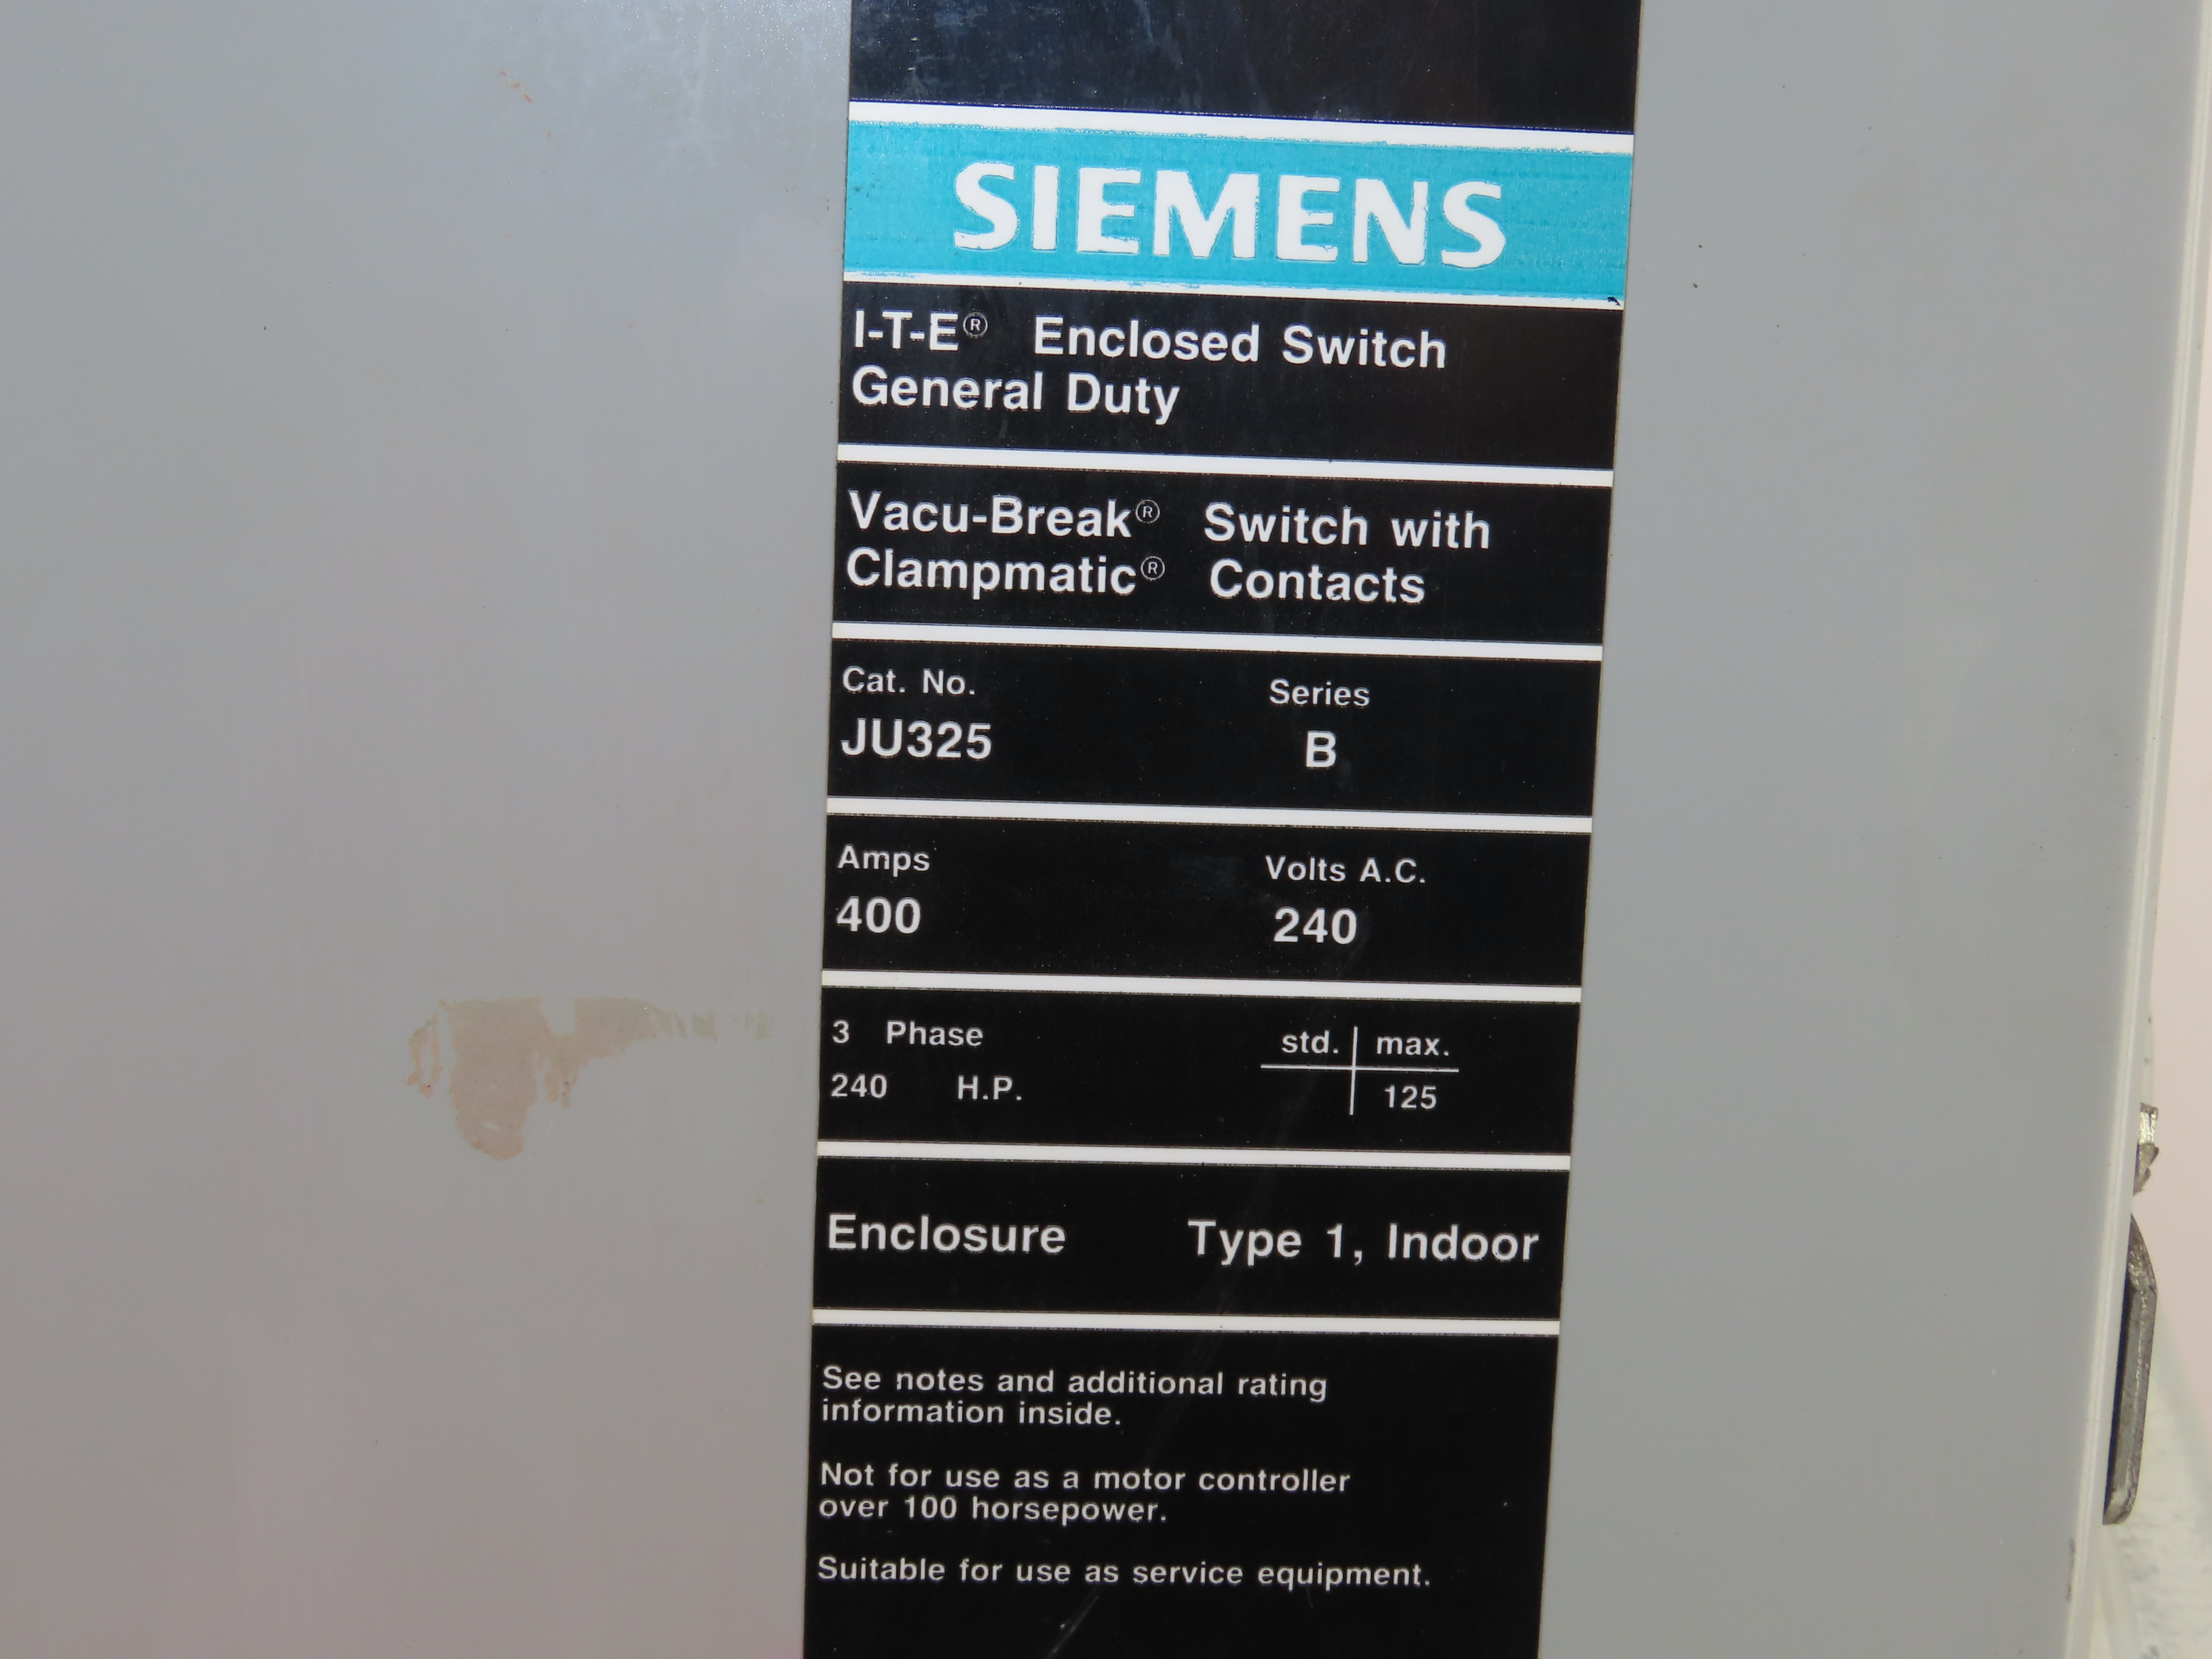 SIEMENS
I-T-E® Enclosed Switch
General Duty
Vacu-Break® Switch with
Clampmatic® Contacts
Cat. No. Series
JU325 B
Amps Volts A.C.
400 240
3 Phase std. max.
240 H.P. 125
Enclosure Type 1, Indoor
See notes and additional rating
information inside.
Not for use as a motor controller
over 100 horsepower.
Suitable for use as service equipment.